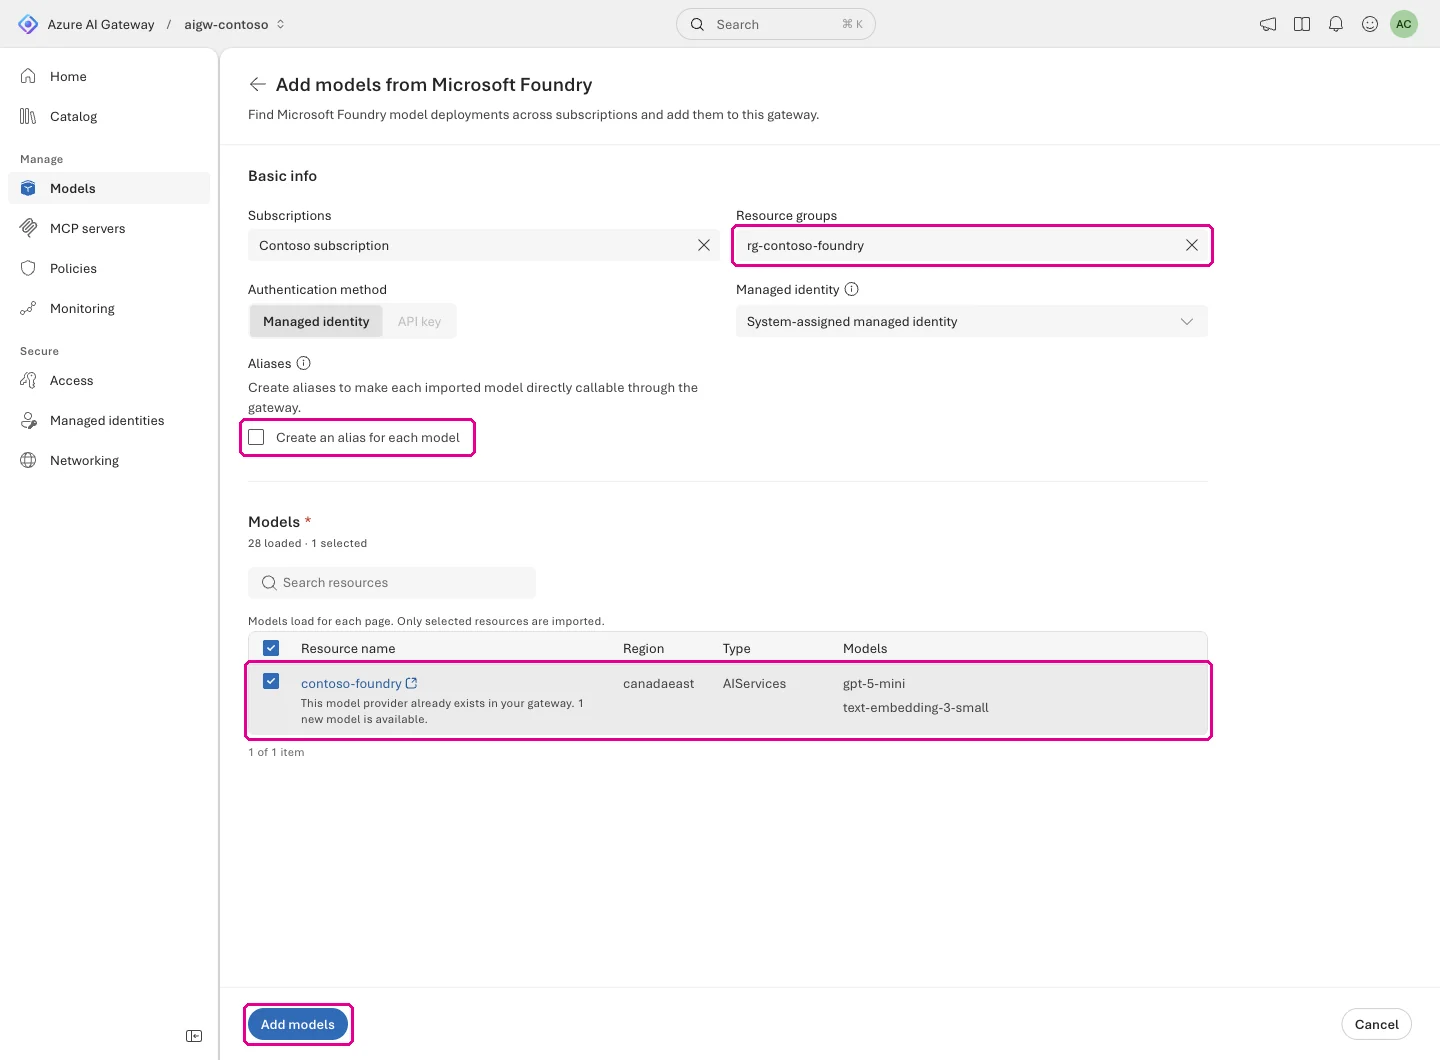 Azure AI Gateway / aigw-contoso
Search ⌘ K
AC
Home
Catalog
Manage
Models
MCP servers
Policies
Monitoring
Secure
Access
Managed identities
Networking
Add models from Microsoft Foundry
Find Microsoft Foundry model deployments across subscriptions and add them to this gateway.
Basic info
Subscriptions
Contoso subscription
Resource groups
rg-contoso-foundry
Authentication method
Managed identity API key
Managed identity
System-assigned managed identity
Aliases
Create aliases to make each imported model directly callable through the
gateway.
Create an alias for each model
Models *
28 loaded · 1 selected
Search resources
Models load for each page. Only selected resources are imported.
Resource name Region Type Models
contoso-foundry canadaeast AIServices gpt-5-mini
This model provider already exists in your gateway. 1
new model is available.
text-embedding-3-small
1 of 1 item
Add models
Cancel